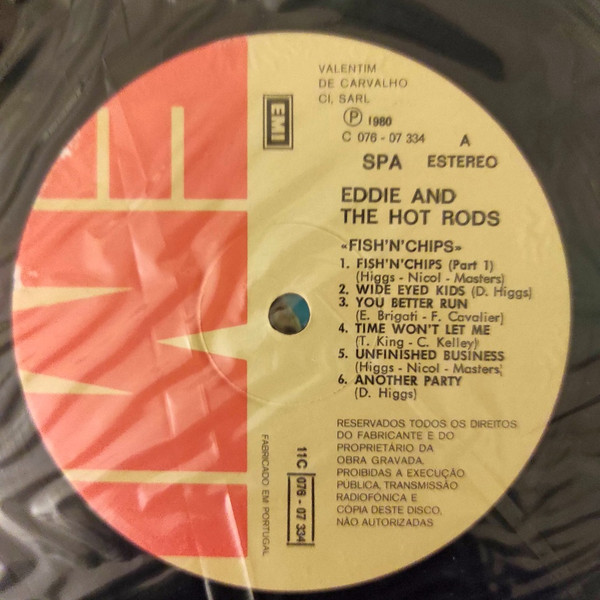 VALENTIM
DE CARVALHO
CI, SARL
EMI
Ⓟ 1980
C 076 - 07 334 A
SPA ESTEREO
EDDIE AND
THE HOT RODS
«FISH'N'CHIPS»
1. FISH'N'CHIPS (Part 1)
(Higgs - Nicol - Masters)
2. WIDE EYED KIDS (D. Higgs)
3. YOU BETTER RUN
(E. Brigati - F. Cavalier)
4. TIME WON'T LET ME
(T. King - C. Kelley)
5. UNFINISHED BUSINESS
(Higgs - Nicol - Masters)
6. ANOTHER PARTY
(D. Higgs)
RESERVADOS TODOS OS DIREITOS
DO FABRICANTE E DO
PROPRIETÁRIO DA
OBRA GRAVADA.
PROIBIDAS A EXECUÇÃO
PÚBLICA, TRANSMISSÃO
RADIOFÓNICA E
CÓPIA DESTE DISCO,
NÃO AUTORIZADAS
11C 076 - 07 334
FABRICADO EM PORTUGAL
EMI